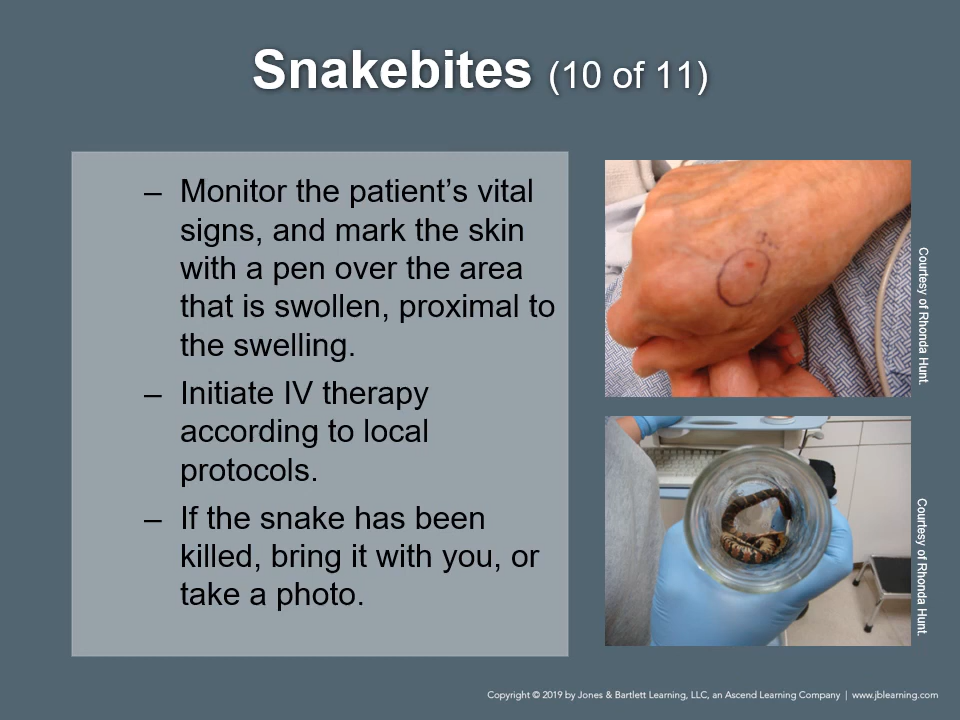 Snakebites (10 of 11)
– Monitor the patient’s vital
signs, and mark the skin
with a pen over the area
that is swollen, proximal to
the swelling.
– Initiate IV therapy
according to local
protocols.
– If the snake has been
killed, bring it with you, or
take a photo.
Courtesy of Rhonda Hunt.
Courtesy of Rhonda Hunt.
Copyright © 2019 by Jones & Bartlett Learning, LLC, an Ascend Learning Company | www.jblearning.com